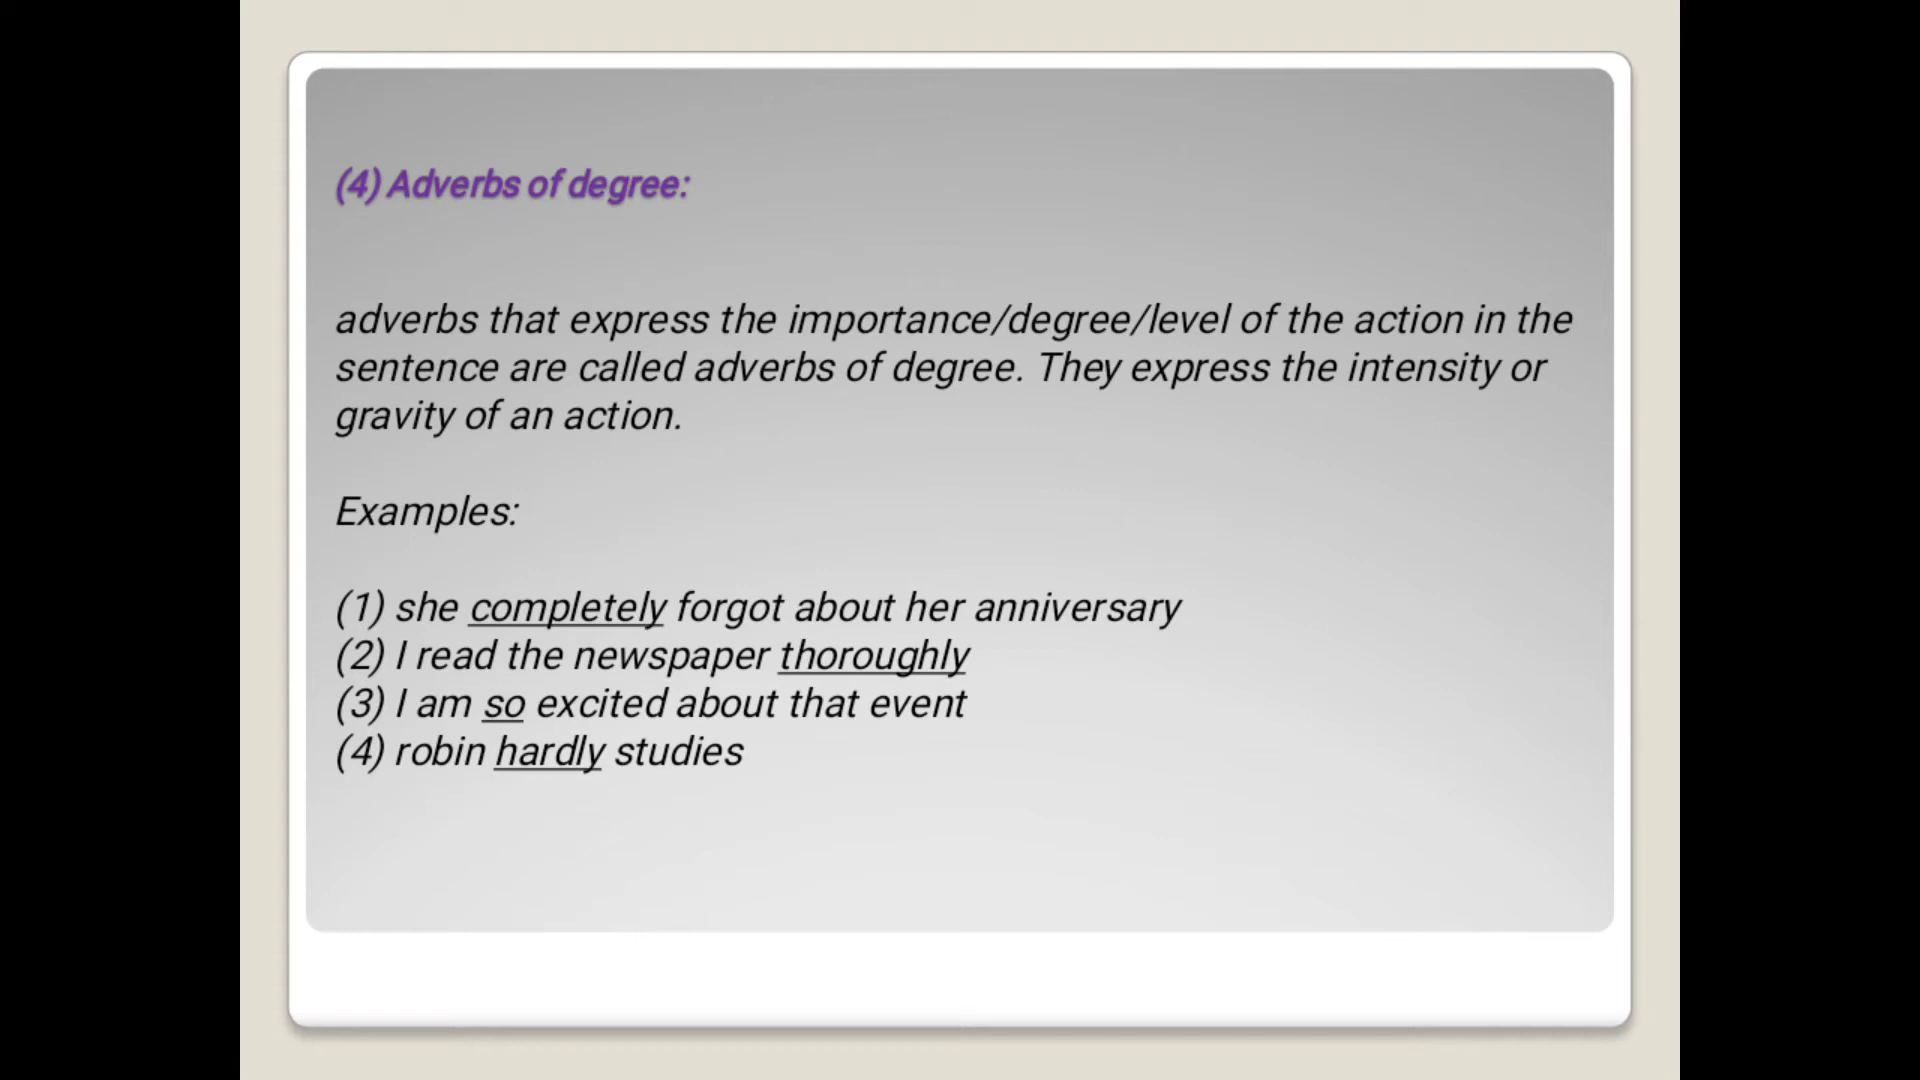 (4) Adverbs of degree:
adverbs that express the importance/degree/level of the action in the
sentence are called adverbs of degree. They express the intensity or
gravity of an action.
Examples:
(1) she completely forgot about her anniversary
(2) I read the newspaper thoroughly
(3) I am so excited about that event
(4) robin hardly studies